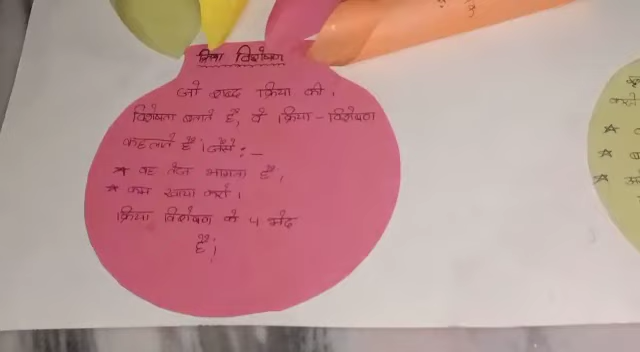 क्रिया विशेषण
जो शब्द क्रिया की
विशेषता बताते हैं, वे क्रिया-विशेषण
कहलाते हैं। जैसे:-
★ वह तेज भागता है।
★ कम खाया करो।
क्रिया विशेषण के 4 भेद
हैं।